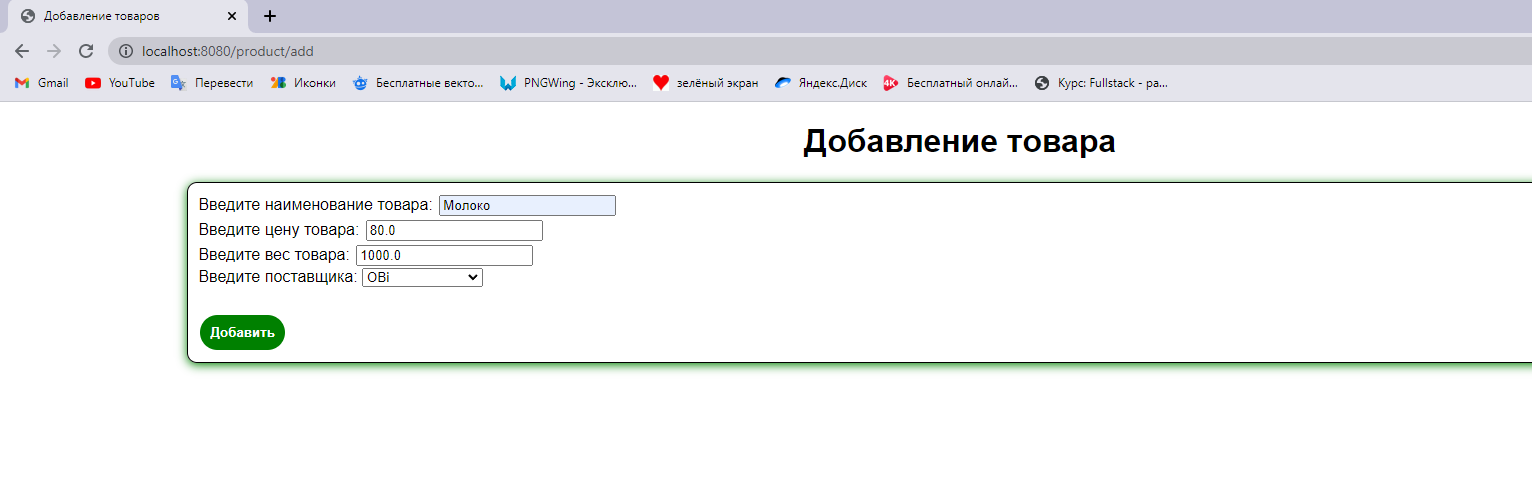 Добавление товаров
localhost:8080/product/add
Gmail YouTube Перевести Иконки Бесплатные векто... PNGWing - Эксклю... зелёный экран Яндекс.Диск 4K Бесплатный онлай... Курс: Fullstack - ра...
Добавление товара
Введите наименование товара: Молоко
Введите цену товара: 80.0
Введите вес товара: 1000.0
Введите поставщика: OBi
Добавить